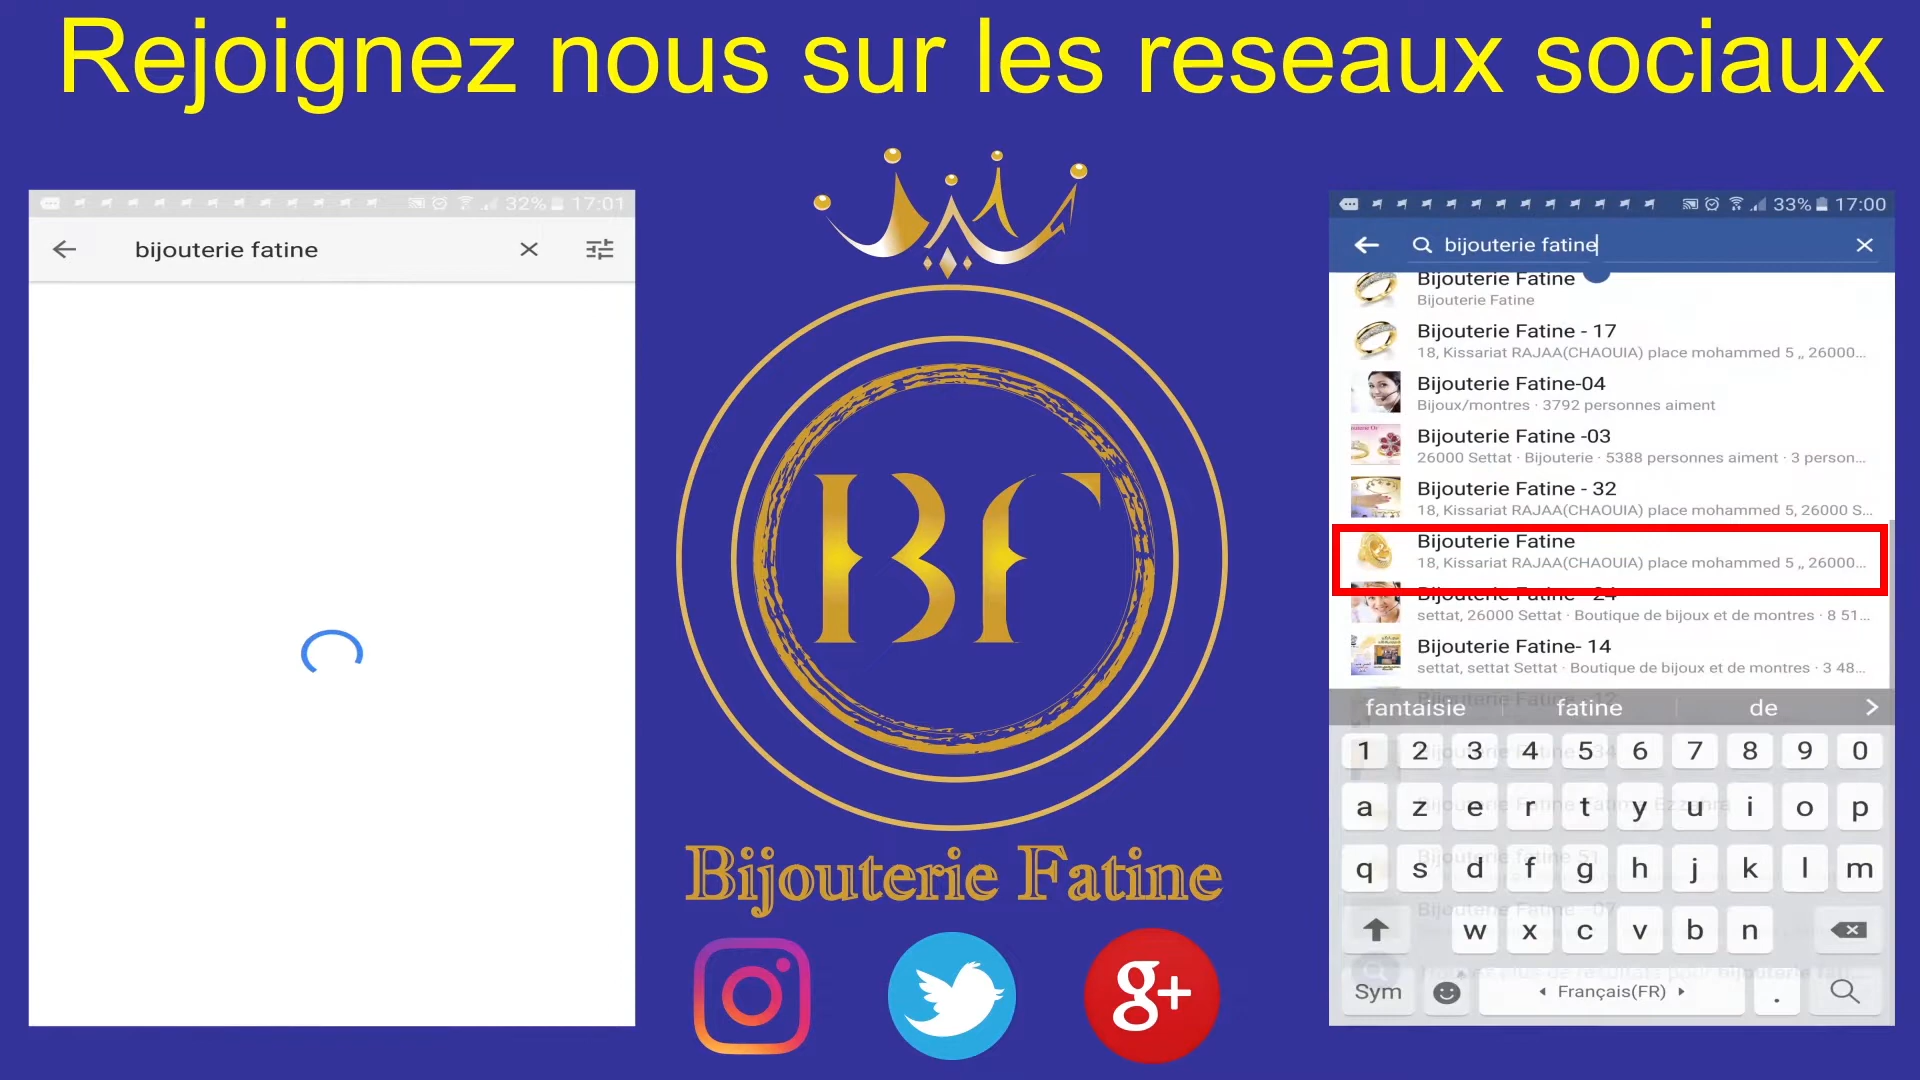 Rejoignez nous sur les reseaux sociaux
32% 17:01
bijouterie fatine
BF
Bijouterie Fatine
g+
33% 17:00
bijouterie fatine
Bijouterie Fatine
Bijouterie Fatine
Bijouterie Fatine - 17
18, Kissariat RAJAA(CHAOUIA) place mohammed 5 ,, 26000...
Bijouterie Fatine-04
Bijoux/montres · 3792 personnes aiment
Bijouterie Fatine -03
26000 Settat · Bijouterie · 5388 personnes aiment · 3 person...
Bijouterie Fatine - 32
18, Kissariat RAJAA(CHAOUIA) place mohammed 5, 26000 S...
Bijouterie Fatine
18, Kissariat RAJAA(CHAOUIA) place mohammed 5 ,, 26000...
Bijouterie Fatine - 24
settat, 26000 Settat · Boutique de bijoux et de montres · 8 51...
Bijouterie Fatine- 14
settat, settat Settat · Boutique de bijoux et de montres · 3 48...
Bijouterie Fatine - 12
fantaisie fatine de
1 2 3 4 5 6 7 8 9 0
a z e r t y u i o p
q s d f g h j k l m
w x c v b n
Sym Français(FR) .